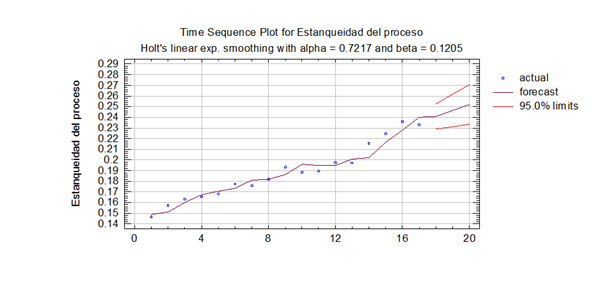 Time Sequence Plot for Estanqueidad del proceso
Holt's linear exp. smoothing with alpha = 0.7217 and beta = 0.1205
Estanqueidad del proceso
0.29
0.28
0.27
0.26
0.25
0.24
0.23
0.22
0.21
0.2
0.19
0.18
0.17
0.16
0.15
0.14
0 4 8 12 16 20
actual
forecast
95.0% limits